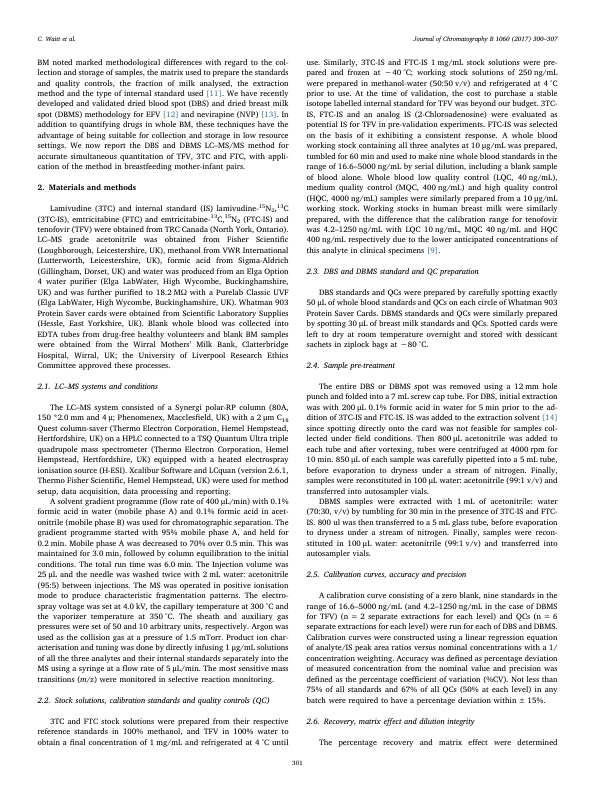 C. Waitt et al.
Journal of Chromatography B 1060 (2017) 300–307
BM noted marked methodological differences with regard to the col-
lection and storage of samples, the matrix used to prepare the standards
and quality controls, the fraction of milk analysed, the extraction
method and the type of internal standard used [11]. We have recently
developed and validated dried blood spot (DBS) and dried breast milk
spot (DBMS) methodology for EFV [12] and nevirapine (NVP) [13]. In
addition to quantifying drugs in whole BM, these techniques have the
advantage of being suitable for collection and storage in low resource
settings. We now report the DBS and DBMS LC–MS/MS method for
accurate simultaneous quantitation of TFV, 3TC and FTC, with appli-
cation of the method in breastfeeding mother-infant pairs.
2. Materials and methods
Lamivudine (3TC) and internal standard (IS) lamivudine-15N2,13C
(3TC-IS), emtricitabine (FTC) and emtricitabine-13C,15N2 (FTC-IS) and
tenofovir (TFV) were obtained from TRC Canada (North York, Ontario).
LC–MS grade acetonitrile was obtained from Fisher Scientific
(Loughborough, Leicestershire, UK), methanol from VWR International
(Lutterworth, Leicestershire, UK), formic acid from Sigma-Aldrich
(Gillingham, Dorset, UK) and water was produced from an Elga Option
4 water purifier (Elga LabWater, High Wycombe, Buckinghamshire,
UK) and was further purified to 18.2 MΩ with a Purelab Classic UVF
(Elga LabWater, High Wycombe, Buckinghamshire, UK). Whatman 903
Protein Saver cards were obtained from Scientific Laboratory Supplies
(Hessle, East Yorkshire, UK). Blank whole blood was collected into
EDTA tubes from drug-free healthy volunteers and blank BM samples
were obtained from the Wirral Mothers' Milk Bank, Clatterbridge
Hospital, Wirral, UK; the University of Liverpool Research Ethics
Committee approved these processes.
2.1. LC–MS systems and conditions
The LC–MS system consisted of a Synergi polar-RP column (80A,
150 *2.0 mm and 4 μ; Phenomenex, Macclesfield, UK) with a 2 μm C18
Quest column-saver (Thermo Electron Corporation, Hemel Hempstead,
Hertfordshire, UK) on a HPLC connected to a TSQ Quantum Ultra triple
quadrupole mass spectrometer (Thermo Electron Corporation, Hemel
Hempstead, Hertfordshire, UK) equipped with a heated electrospray
ionisation source (H-ESI). Xcalibur Software and LCquan (version 2.6.1,
Thermo Fisher Scientific, Hemel Hempstead, UK) were used for method
setup, data acquisition, data processing and reporting.
A solvent gradient programme (flow rate of 400 μL/min) with 0.1%
formic acid in water (mobile phase A) and 0.1% formic acid in acet-
onitrile (mobile phase B) was used for chromatographic separation. The
gradient programme started with 95% mobile phase A, and held for
0.2 min. Mobile phase A was decreased to 70% over 0.5 min. This was
maintained for 3.0 min, followed by column equilibration to the initial
conditions. The total run time was 6.0 min. The Injection volume was
25 μL and the needle was washed twice with 2 mL water: acetonitrile
(95:5) between injections. The MS was operated in positive ionisation
mode to produce characteristic fragmentation patterns. The electro-
spray voltage was set at 4.0 kV, the capillary temperature at 300 °C and
the vaporizer temperature at 350 °C. The sheath and auxiliary gas
pressures were set of 50 and 10 arbitrary units, respectively. Argon was
used as the collision gas at a pressure of 1.5 mTorr. Product ion char-
acterisation and tuning was done by directly infusing 1 μg/mL solutions
of all the three analytes and their internal standards separately into the
MS using a syringe at a flow rate of 5 μL/min. The most sensitive mass
transitions (m/z) were monitored in selective reaction monitoring.
2.2. Stock solutions, calibration standards and quality controls (QC)
3TC and FTC stock solutions were prepared from their respective
reference standards in 100% methanol, and TFV in 100% water to
obtain a final concentration of 1 mg/mL and refrigerated at 4 °C until
use. Similarly, 3TC-IS and FTC-IS 1 mg/mL stock solutions were pre-
pared and frozen at −40 °C; working stock solutions of 250 ng/mL
were prepared in methanol-water (50:50 v/v) and refrigerated at 4 °C
prior to use. At the time of validation, the cost to purchase a stable
isotope labelled internal standard for TFV was beyond our budget. 3TC-
IS, FTC-IS and an analog IS (2-Chloroadenosine) were evaluated as
potential IS for TFV in pre-validation experiments. FTC-IS was selected
on the basis of it exhibiting a consistent response. A whole blood
working stock containing all three analytes at 10 μg/mL was prepared,
tumbled for 60 min and used to make nine whole blood standards in the
range of 16.6–5000 ng/mL by serial dilution, including a blank sample
of blood alone. Whole blood low quality control (LQC, 40 ng/mL),
medium quality control (MQC, 400 ng/mL) and high quality control
(HQC, 4000 ng/mL) samples were similarly prepared from a 10 μg/mL
working stock. Working stocks in human breast milk were similarly
prepared, with the difference that the calibration range for tenofovir
was 4.2–1250 ng/mL with LQC 10 ng/mL, MQC 40 ng/mL and HQC
400 ng/mL respectively due to the lower anticipated concentrations of
this analyte in clinical specimens [9].
2.3. DBS and DBMS standard and QC preparation
DBS standards and QCs were prepared by carefully spotting exactly
50 μL of whole blood standards and QCs on each circle of Whatman 903
Protein Saver Cards. DBMS standards and QCs were similarly prepared
by spotting 30 μL of breast milk standards and QCs. Spotted cards were
left to dry at room temperature overnight and stored with dessicant
sachets in ziplock bags at −80 °C.
2.4. Sample pre-treatment
The entire DBS or DBMS spot was removed using a 12 mm hole
punch and folded into a 7 mL screw cap tube. For DBS, initial extraction
was with 200 μL 0.1% formic acid in water for 5 min prior to the ad-
dition of 3TC-IS and FTC-IS. IS was added to the extraction solvent [14]
since spotting directly onto the card was not feasible for samples col-
lected under field conditions. Then 800 μL acetonitrile was added to
each tube and after vortexing, tubes were centrifuged at 4000 rpm for
10 min. 850 μL of each sample was carefully pipetted into a 5 mL tube,
before evaporation to dryness under a stream of nitrogen. Finally,
samples were reconstituted in 100 μL water: acetonitrile (99:1 v/v) and
transferred into autosampler vials.
DBMS samples were extracted with 1 mL of acetonitrile: water
(70:30, v/v) by tumbling for 30 min in the presence of 3TC-IS and FTC-
IS. 800 ul was then transferred to a 5 mL glass tube, before evaporation
to dryness under a stream of nitrogen. Finally, samples were recon-
stituted in 100 μL water: acetonitrile (99:1 v/v) and transferred into
autosampler vials.
2.5. Calibration curves, accuracy and precision
A calibration curve consisting of a zero blank, nine standards in the
range of 16.6–5000 ng/mL (and 4.2–1250 ng/mL in the case of DBMS
for TFV) (n = 2 separate extractions for each level) and QCs (n = 6
separate extractions for each level) were run for each of DBS and DBMS.
Calibration curves were constructed using a linear regression equation
of analyte/IS peak area ratios versus nominal concentrations with a 1/
concentration weighting. Accuracy was defined as percentage deviation
of measured concentration from the nominal value and precision was
defined as the percentage coefficient of variation (%CV). Not less than
75% of all standards and 67% of all QCs (50% at each level) in any
batch were required to have a percentage deviation within ± 15%.
2.6. Recovery, matrix effect and dilution integrity
The percentage recovery and matrix effect were determined
301